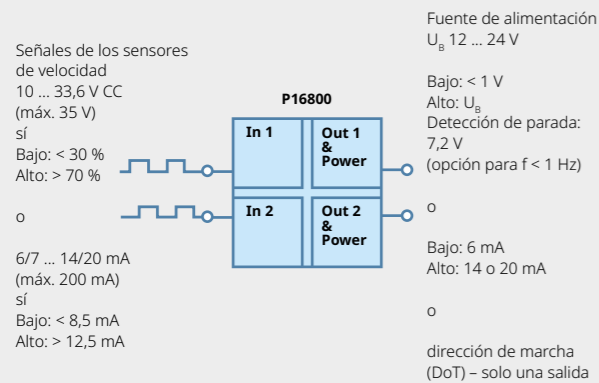 Señales de los sensores
de velocidad
10 ... 33,6 V CC
(máx. 35 V)
sí
Bajo: < 30 %
Alto: > 70 %
o
6/7 ... 14/20 mA
(máx. 200 mA)
sí
Bajo: < 8,5 mA
Alto: > 12,5 mA
P16800
In 1
Out 1
&
Power
In 2
Out 2
&
Power
Fuente de alimentación
U_B 12 ... 24 V
Bajo: < 1 V
Alto: U_B
Detección de parada:
7,2 V
(opción para f < 1 Hz)
o
Bajo: 6 mA
Alto: 14 o 20 mA
o
dirección de marcha
(DoT) – solo una salida